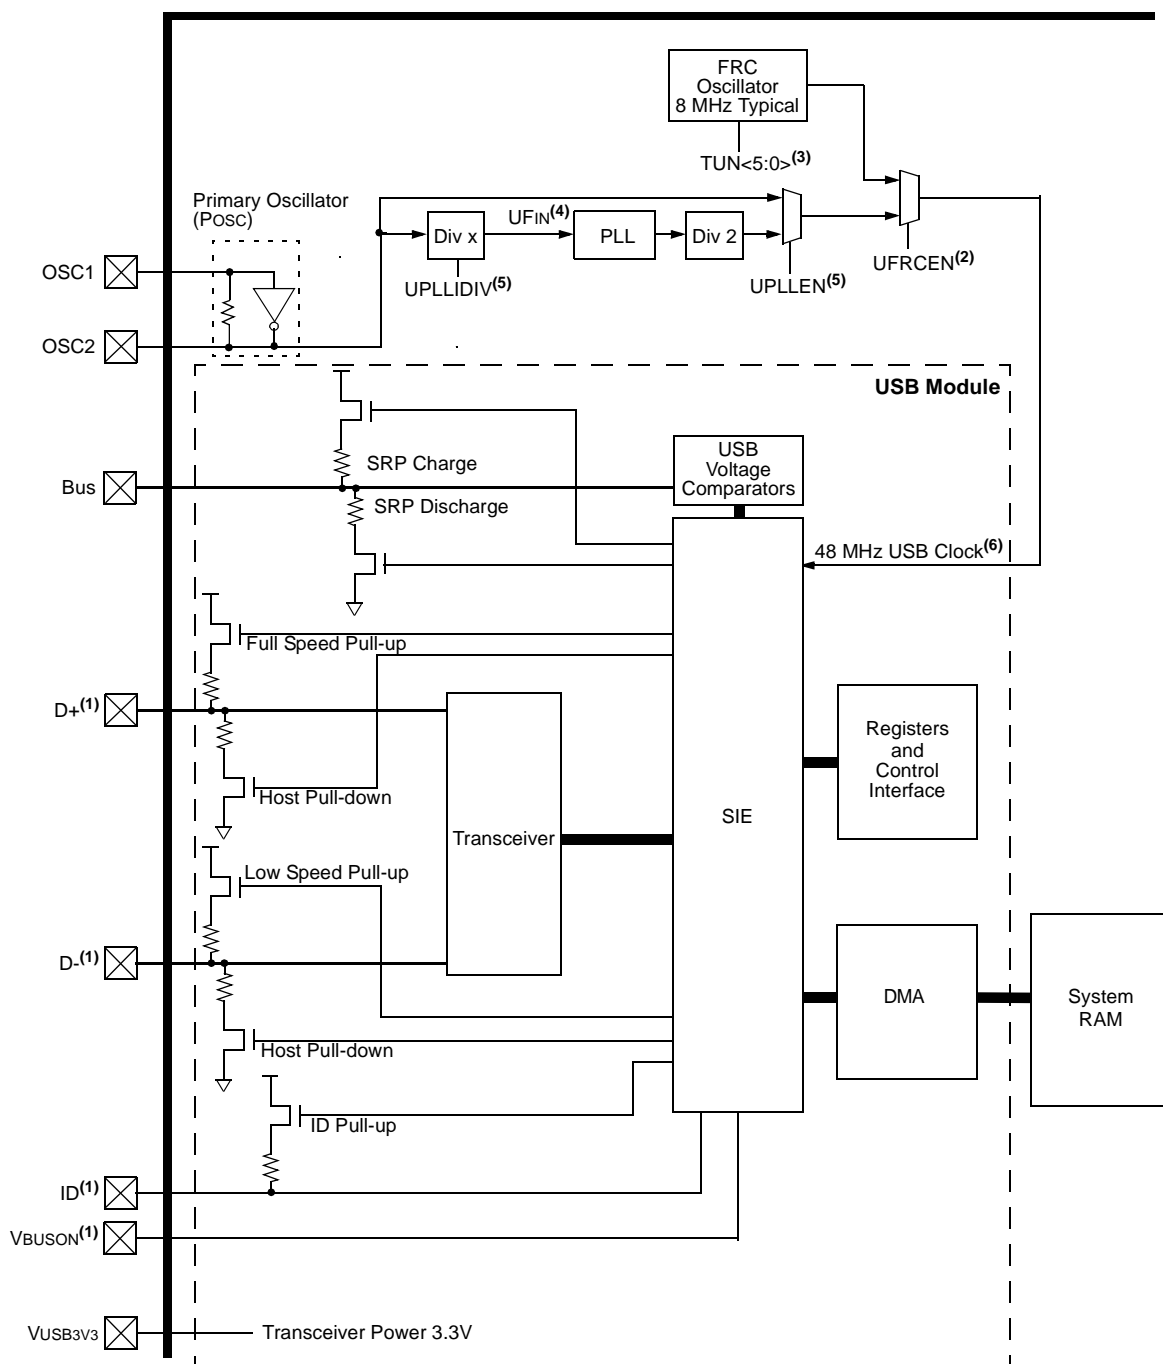 FRC
Oscillator
8 MHz Typical
TUN<5:0>(3)
Primary Oscillator
(POSC)
UFIN(4)
Div x
PLL
Div 2
UPLLIDIV(5)
UPLLEN(5)
UFRCEN(2)
OSC1
OSC2
USB Module
USB
Voltage
Comparators
SRP Charge
Bus
SRP Discharge
48 MHz USB Clock(6)
Full Speed Pull-up
D+(1)
Registers
and
Control
Interface
Host Pull-down
SIE
Transceiver
Low Speed Pull-up
D-(1)
DMA
System
RAM
Host Pull-down
ID Pull-up
ID(1)
VBUSON(1)
VUSB3V3
Transceiver Power 3.3V